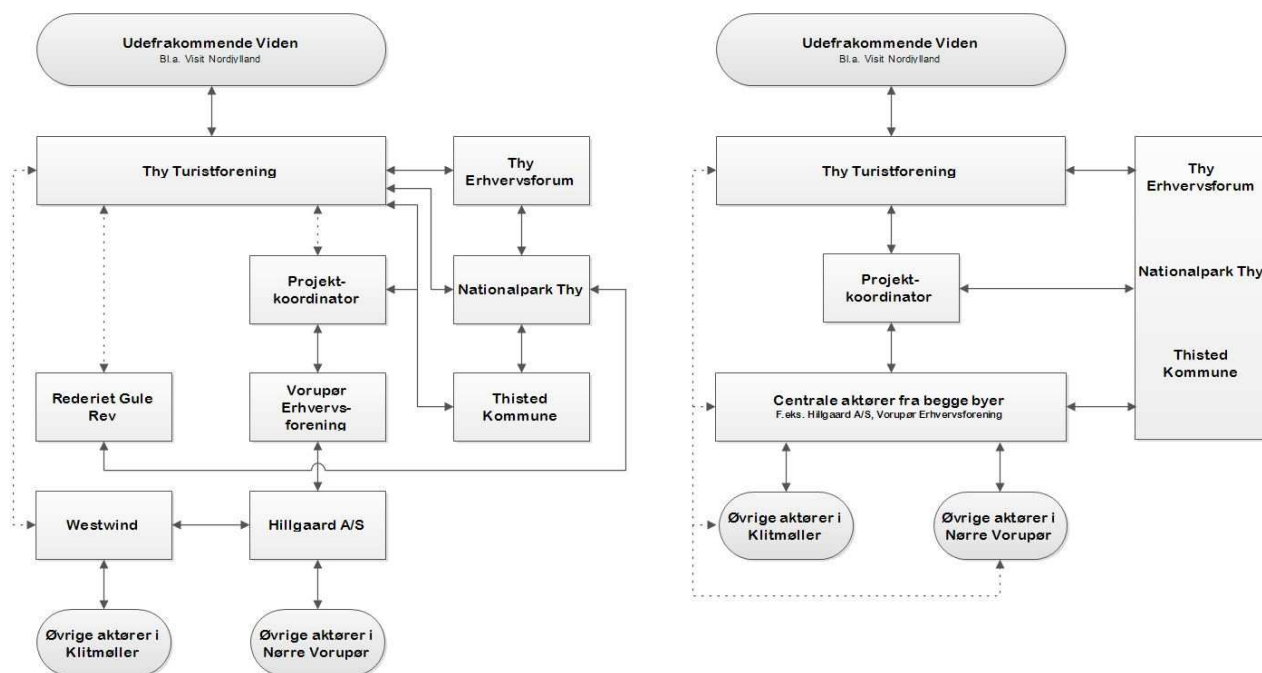 Udefrakommende Viden
Bl.a. Visit Nordjylland
Thy Turistforening
Thy
Erhvervsforum
Projekt-
koordinator
Nationalpark Thy
Rederiet Gule
Rev
Vorupør
Erhvervs-
forening
Thisted
Kommune
Westwind
Hillgaard A/S
Øvrige aktører i
Klitmøller
Øvrige aktører i
Nørre Vorupør
Udefrakommende Viden
Bl.a. Visit Nordjylland
Thy Turistforening
Thy
Erhvervsforum
Projekt-
koordinator
Nationalpark Thy
Thisted
Kommune
Centrale aktører fra begge byer
F.eks. Hillgaard A/S, Vorupør Erhvervsforening
Øvrige aktører i
Klitmøller
Øvrige aktører i
Nørre Vorupør